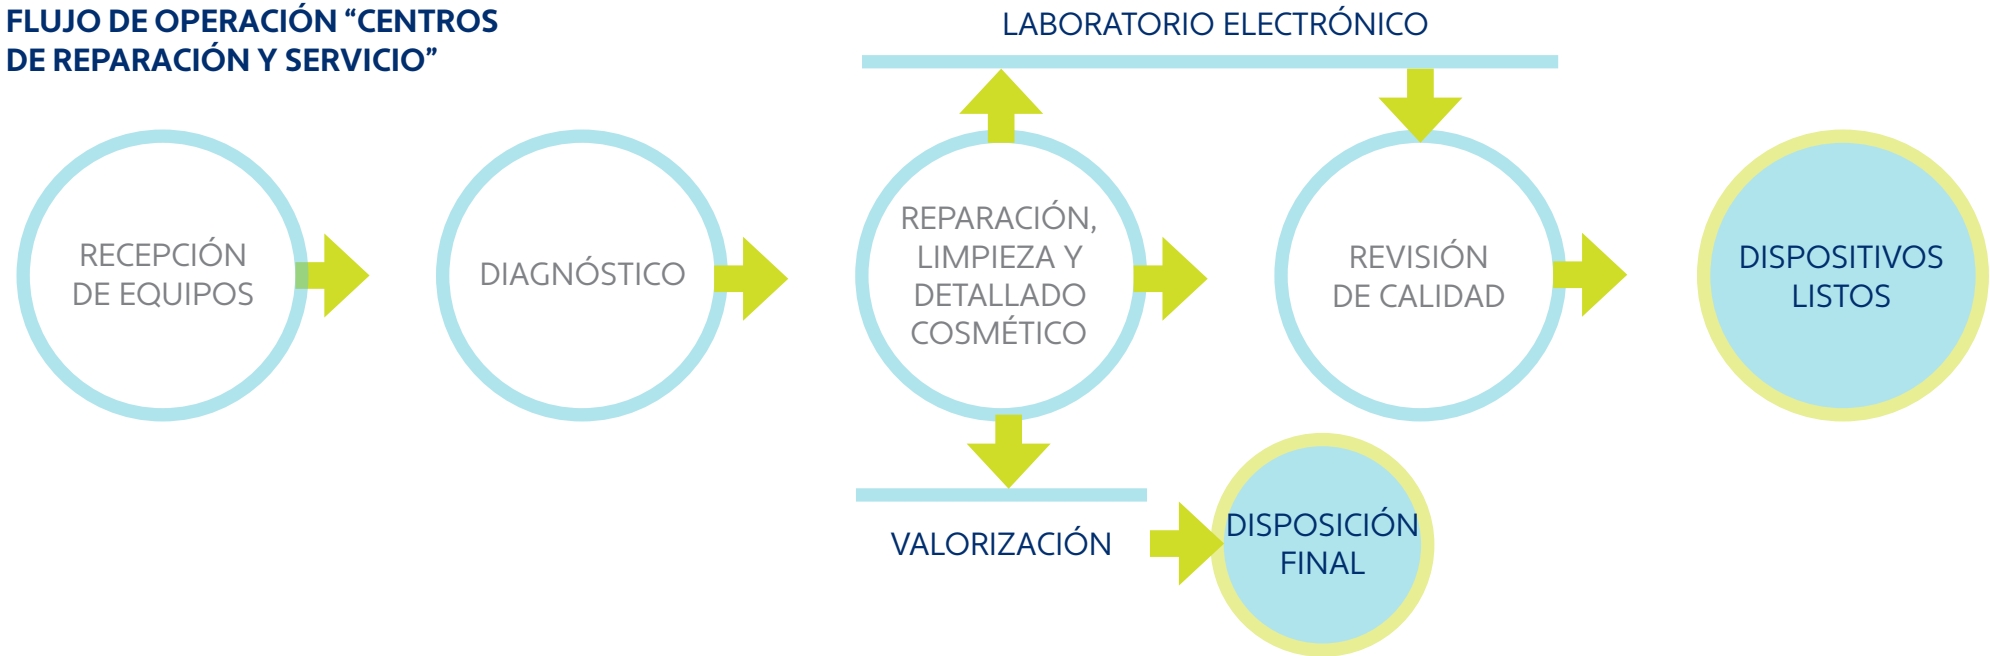 FLUJO DE OPERACIÓN “CENTROS
DE REPARACIÓN Y SERVICIO”
LABORATORIO ELECTRÓNICO
RECEPCIÓN
DE EQUIPOS
DIAGNÓSTICO
REPARACIÓN,
LIMPIEZA Y
DETALLADO
COSMÉTICO
REVISIÓN
DE CALIDAD
DISPOSITIVOS
LISTOS
VALORIZACIÓN
DISPOSICIÓN
FINAL